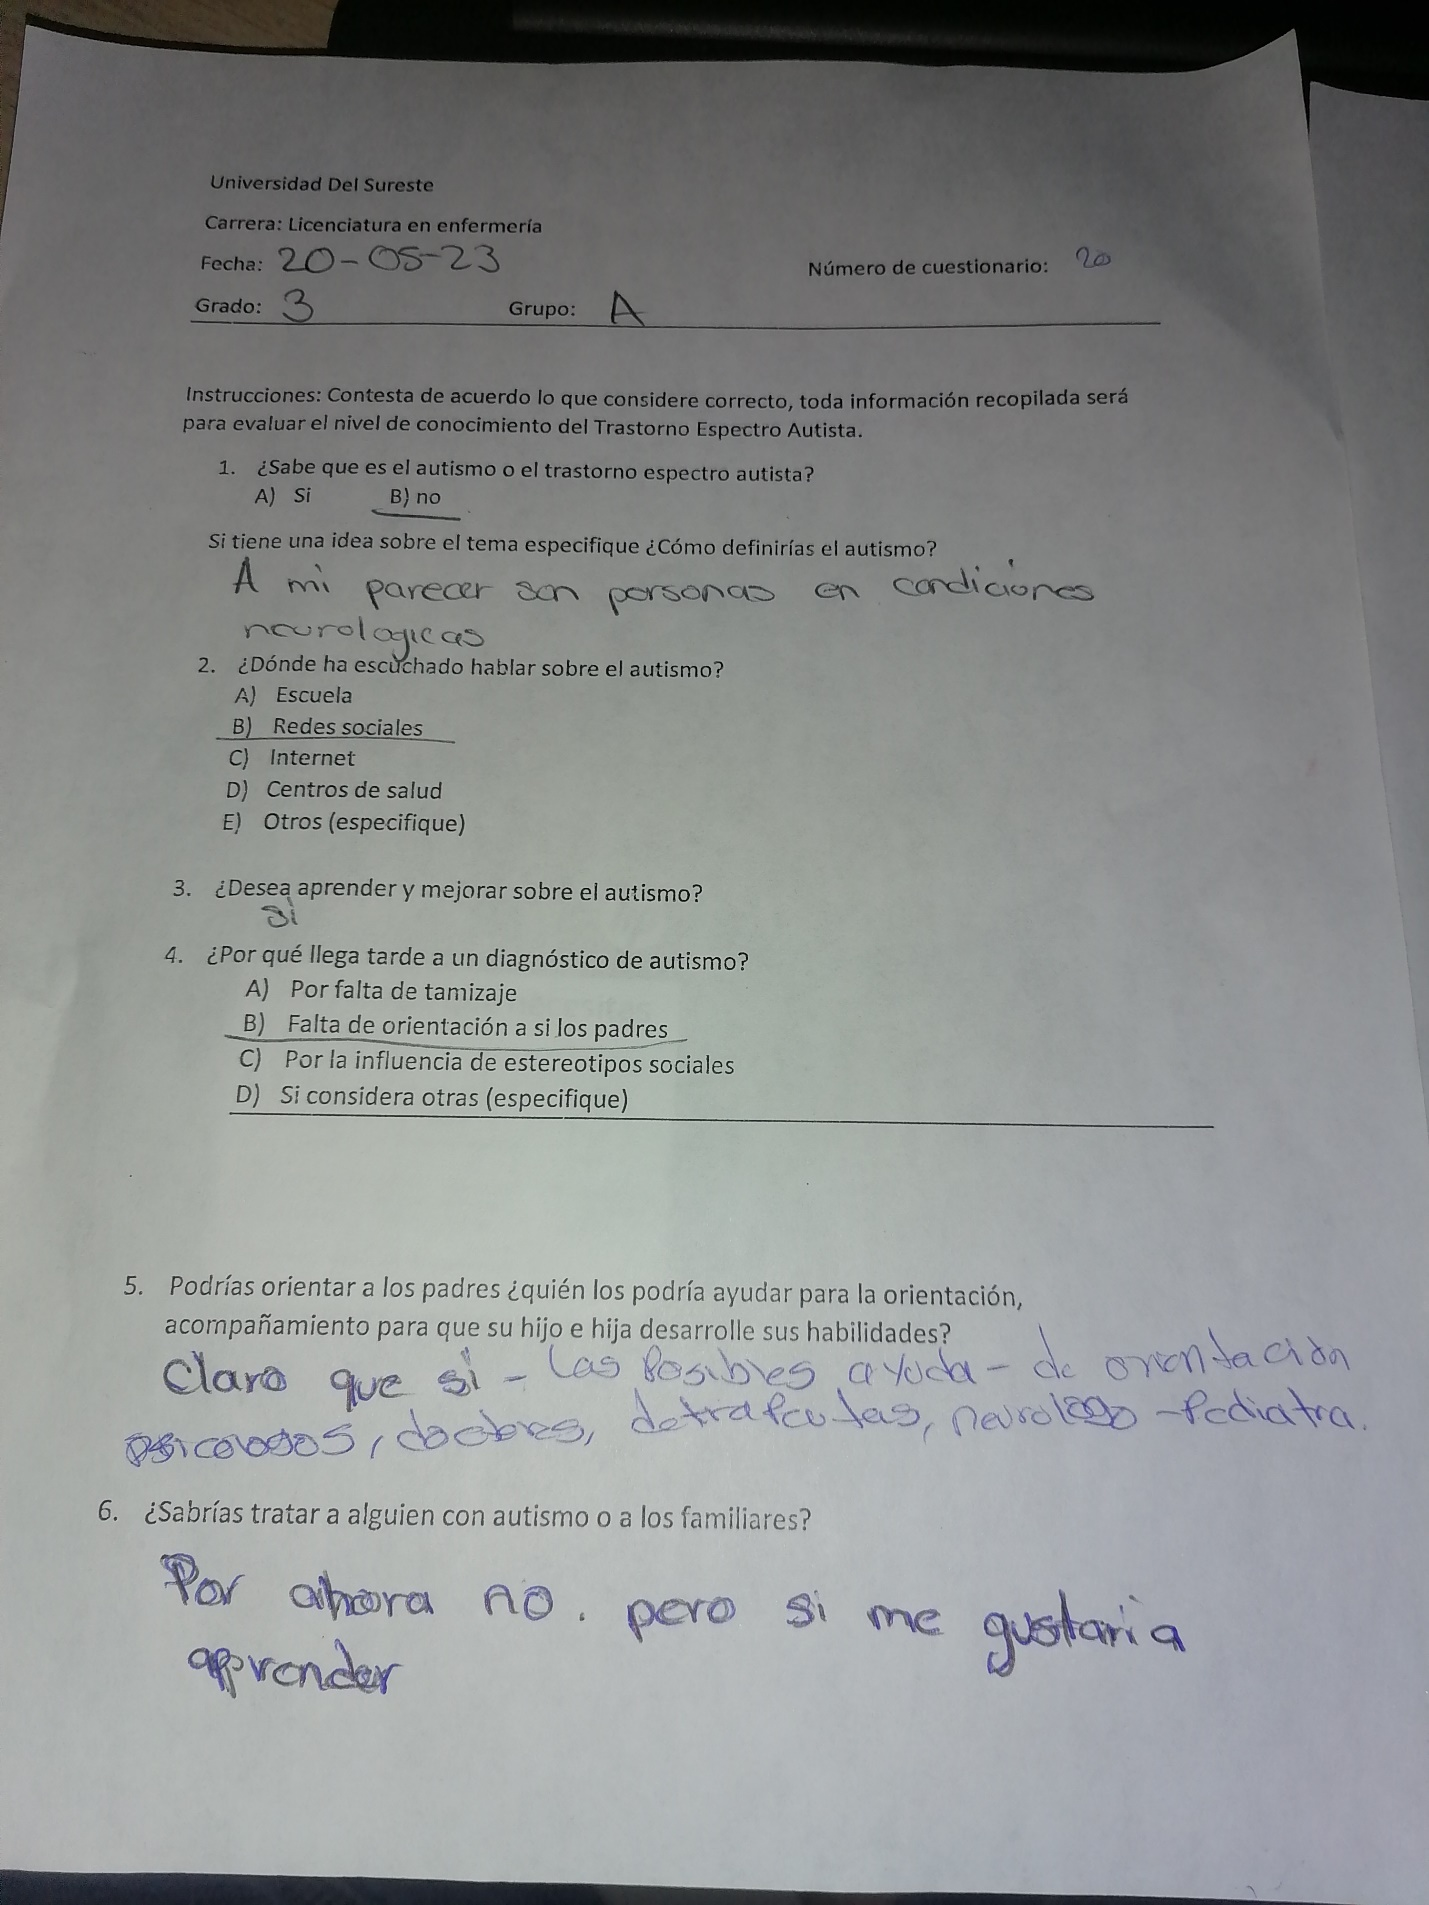 Universidad Del Sureste
Carrera: Licenciatura en enfermería
Fecha: 20-05-23
Número de cuestionario: 20
Grado: 3 Grupo: A
Instrucciones: Contesta de acuerdo lo que considere correcto, toda información recopilada será
para evaluar el nivel de conocimiento del Trastorno Espectro Autista.
1. ¿Sabe que es el autismo o el trastorno espectro autista?
A) Si B) no
Si tiene una idea sobre el tema especifique ¿Cómo definirías el autismo?
A mi parecer son personas en condiciones
neurologicas
2. ¿Dónde ha escuchado hablar sobre el autismo?
A) Escuela
B) Redes sociales
C) Internet
D) Centros de salud
E) Otros (especifique)
3. ¿Desea aprender y mejorar sobre el autismo?
si
4. ¿Por qué llega tarde a un diagnóstico de autismo?
A) Por falta de tamizaje
B) Falta de orientación a si los padres
C) Por la influencia de estereotipos sociales
D) Si considera otras (especifique)
5. Podrías orientar a los padres ¿quién los podría ayudar para la orientación,
acompañamiento para que su hijo e hija desarrolle sus habilidades?
Claro que si - Las Posibles ayuda - de orientación
psicologos, doctores, neurologo - Pediatra.
6. ¿Sabrías tratar a alguien con autismo o a los familiares?
Por ahora no. pero si me gustaria
aprender